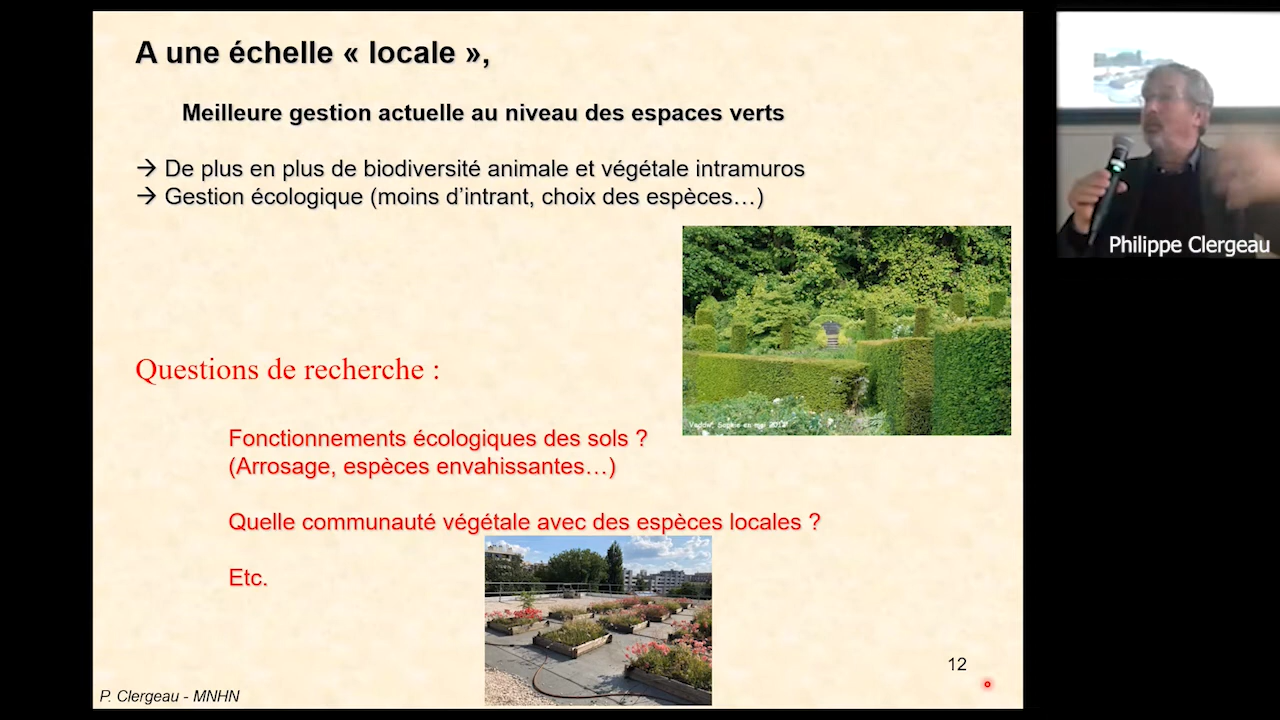 A une échelle « locale »,
Meilleure gestion actuelle au niveau des espaces verts
→ De plus en plus de biodiversité animale et végétale intramuros
→ Gestion écologique (moins d’intrant, choix des espèces…)
Philippe Clergeau
Questions de recherche :
Fonctionnements écologiques des sols ?
(Arrosage, espèces envahissantes…)
Quelle communauté végétale avec des espèces locales ?
Etc.
12
P. Clergeau - MNHN